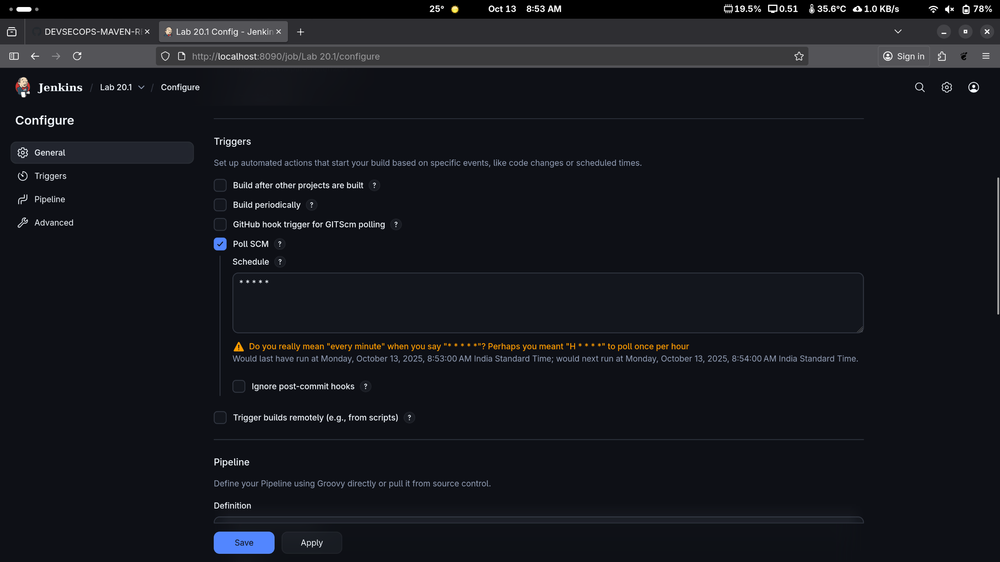 25° Oct 13 8:53 AM 19.5% 0.51 35.6°C 1.0 KB/s 78%
DEVSECOPS-MAVEN-RE Lab 20.1 Config - Jenkin
http://localhost:8090/job/Lab 20.1/configure Sign in
Jenkins / Lab 20.1 / Configure
Configure
General
Triggers
Pipeline
Advanced
Triggers
Set up automated actions that start your build based on specific events, like code changes or scheduled times.
Build after other projects are built ?
Build periodically ?
GitHub hook trigger for GITScm polling ?
Poll SCM ?
Schedule ?
* * * * *
Do you really mean "every minute" when you say "* * * * *"? Perhaps you meant "H * * * *" to poll once per hour
Would last have run at Monday, October 13, 2025, 8:53:00 AM India Standard Time; would next run at Monday, October 13, 2025, 8:54:00 AM India Standard Time.
Ignore post-commit hooks ?
Trigger builds remotely (e.g., from scripts) ?
Pipeline
Define your Pipeline using Groovy directly or pull it from source control.
Definition
Save Apply